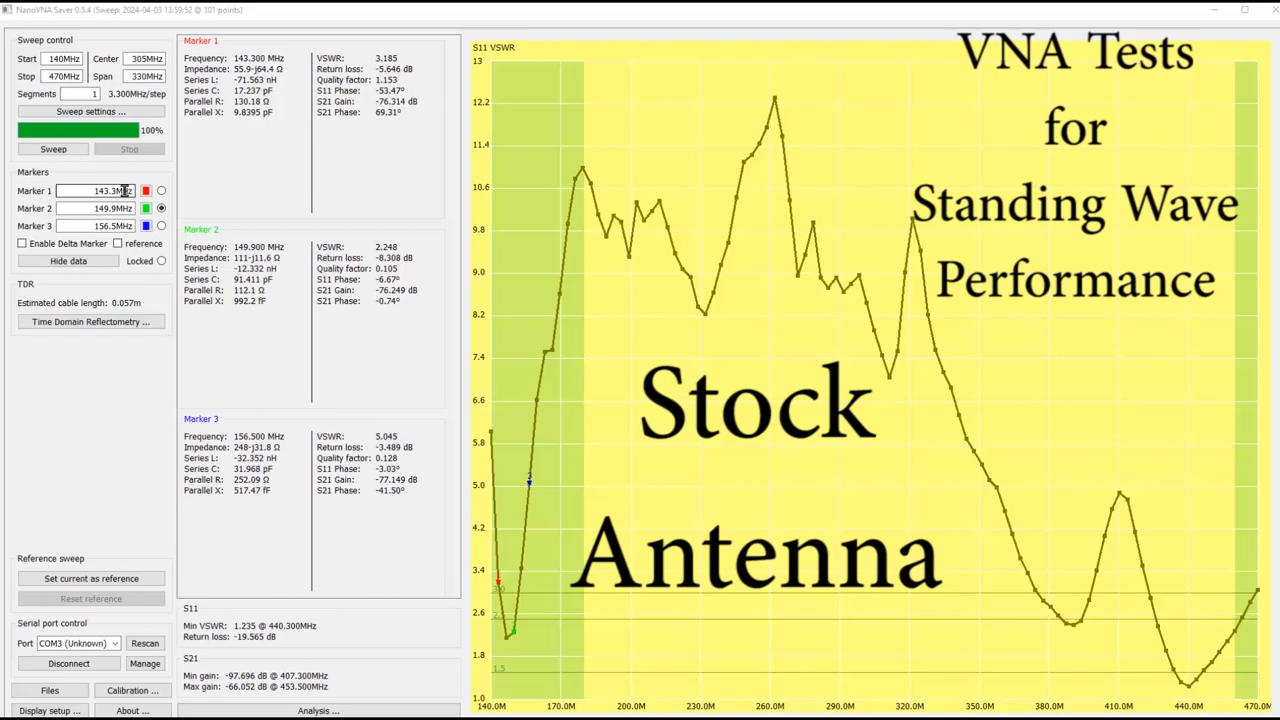 NanoVNA Saver 0.5.4 (Sweep: 2024-04-03 13:59:52 @ 101 points)
Sweep control
Start 140MHz Center 305MHz
Stop 470MHz Span 330MHz
Segments 1 3.300MHz/step
Sweep settings ...
100%
Sweep Stop
Markers
Marker 1 143.3MHz
Marker 2 149.9MHz
Marker 3 156.5MHz
Enable Delta Marker reference
Hide data Locked
TDR
Estimated cable length: 0.057m
Time Domain Reflectometry ...
Reference sweep
Set current as reference
Reset reference
Serial port control
Port COM3 (Unknown) Rescan
Disconnect Manage
Files Calibration ...
Display setup ... About ...
Marker 1
Frequency: 143.300 MHz VSWR: 3.185
Impedance: 55.9-j64.4 Ω Return loss: -5.646 dB
Series L: -71.563 nH Quality factor: 1.153
Series C: 17.237 pF S11 Phase: -53.47°
Parallel R: 130.18 Ω S21 Gain: -76.314 dB
Parallel X: 9.8395 pF S21 Phase: 69.31°
Marker 2
Frequency: 149.900 MHz VSWR: 2.248
Impedance: 111-j11.6 Ω Return loss: -8.308 dB
Series L: -12.332 nH Quality factor: 0.105
Series C: 91.411 pF S11 Phase: -6.67°
Parallel R: 112.1 Ω S21 Gain: -76.249 dB
Parallel X: 992.2 fF S21 Phase: -0.74°
Marker 3
Frequency: 156.500 MHz VSWR: 5.045
Impedance: 248-j31.8 Ω Return loss: -3.489 dB
Series L: -32.352 nH Quality factor: 0.128
Series C: 31.968 pF S11 Phase: -3.03°
Parallel R: 252.09 Ω S21 Gain: -77.149 dB
Parallel X: 517.47 fF S21 Phase: -41.50°
S11
Min VSWR: 1.235 @ 440.300MHz
Return loss: -19.565 dB
S21
Min gain: -97.696 dB @ 407.300MHz
Max gain: -66.052 dB @ 453.500MHz
Analysis ...
S11 VSWR
13
12.2
11.4
10.6
9.8
9.0
8.2
7.4
6.6
5.8
5.0
4.2
3.4
3.0
2.6
2.5
1.8
1.5
1.0
140.0M 170.0M 200.0M 230.0M 260.0M 290.0M 320.0M 350.0M 380.0M 410.0M 440.0M 470.0M
VNA Tests
for
Standing Wave
Performance
Stock
Antenna